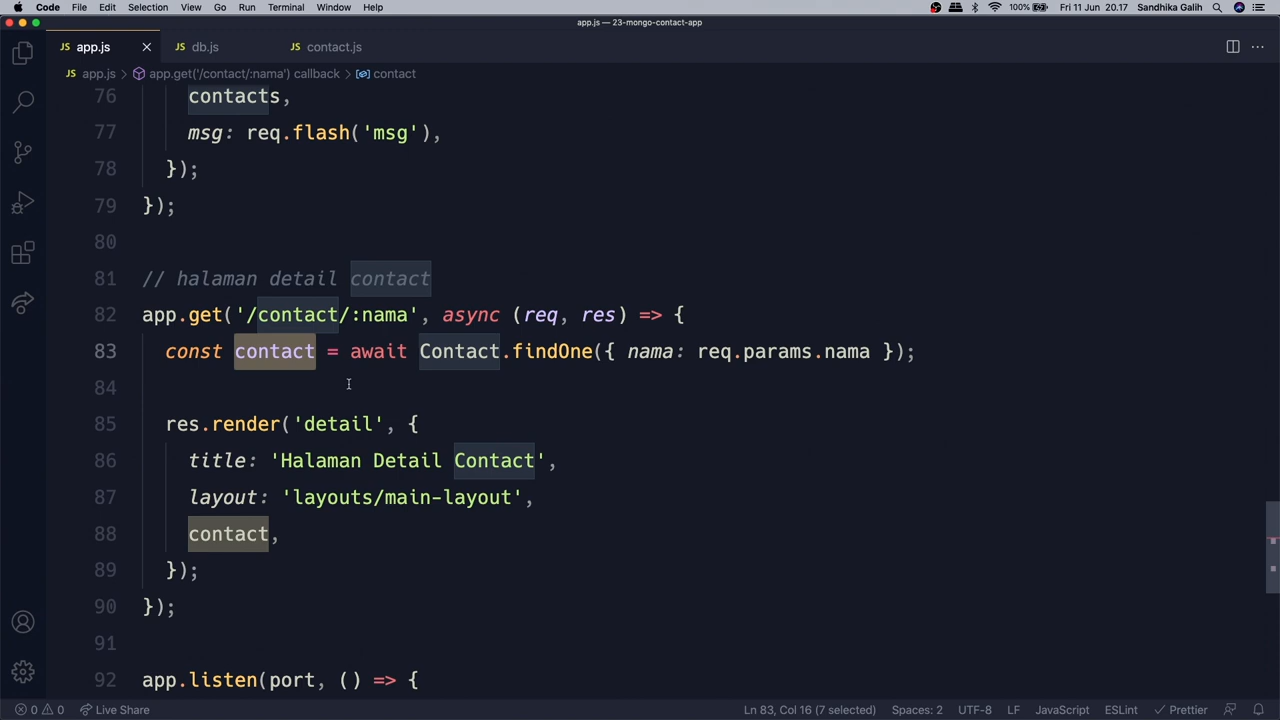 Code File Edit Selection View Go Run Terminal Window Help 100% Fri 11 Jun 20.17 Sandhika Galih
app.js — 23-mongo-contact-app
JS app.js JS db.js JS contact.js
JS app.js > app.get('/contact/:nama') callback > contact
76 contacts,
77 msg: req.flash('msg'),
78 });
79 });
80
81 // halaman detail contact
82 app.get('/contact/:nama', async (req, res) => {
83 const contact = await Contact.findOne({ nama: req.params.nama });
84
85 res.render('detail', {
86 title: 'Halaman Detail Contact',
87 layout: 'layouts/main-layout',
88 contact,
89 });
90 });
91
92 app.listen(port, () => {
0 0 Live Share Ln 83, Col 16 (7 selected) Spaces: 2 UTF-8 LF JavaScript ESLint Prettier